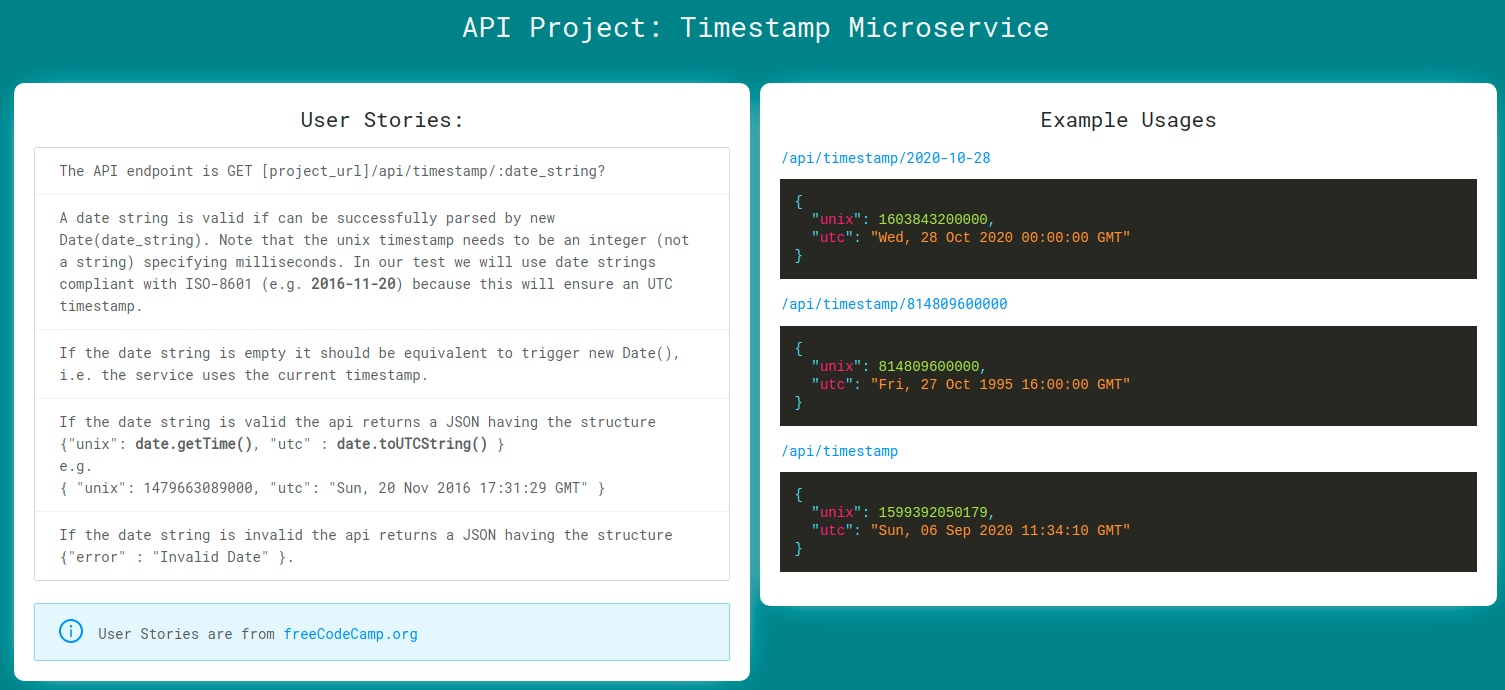 API Project: Timestamp Microservice
User Stories:
The API endpoint is GET [project_url]/api/timestamp/:date_string?
A date string is valid if can be successfully parsed by new
Date(date_string). Note that the unix timestamp needs to be an integer (not
a string) specifying milliseconds. In our test we will use date strings
compliant with ISO-8601 (e.g. 2016-11-20) because this will ensure an UTC
timestamp.
If the date string is empty it should be equivalent to trigger new Date(),
i.e. the service uses the current timestamp.
If the date string is valid the api returns a JSON having the structure
{"unix": date.getTime(), "utc" : date.toUTCString() }
e.g.
{ "unix": 1479663089000, "utc": "Sun, 20 Nov 2016 17:31:29 GMT" }
If the date string is invalid the api returns a JSON having the structure
{"error" : "Invalid Date" }.
User Stories are from freeCodeCamp.org
Example Usages
/api/timestamp/2020-10-28
{
"unix": 1603843200000,
"utc": "Wed, 28 Oct 2020 00:00:00 GMT"
}
/api/timestamp/814809600000
{
"unix": 814809600000,
"utc": "Fri, 27 Oct 1995 16:00:00 GMT"
}
/api/timestamp
{
"unix": 1599392050179,
"utc": "Sun, 06 Sep 2020 11:34:10 GMT"
}